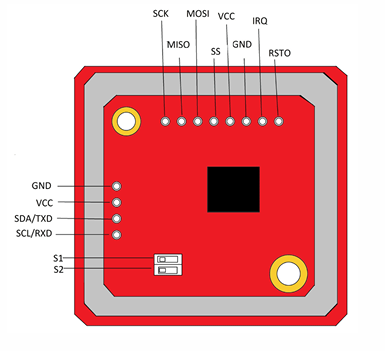 SCK
MISO
MOSI
SS
VCC
GND
IRQ
RSTO
GND
VCC
SDA/TXD
SCL/RXD
S1
S2